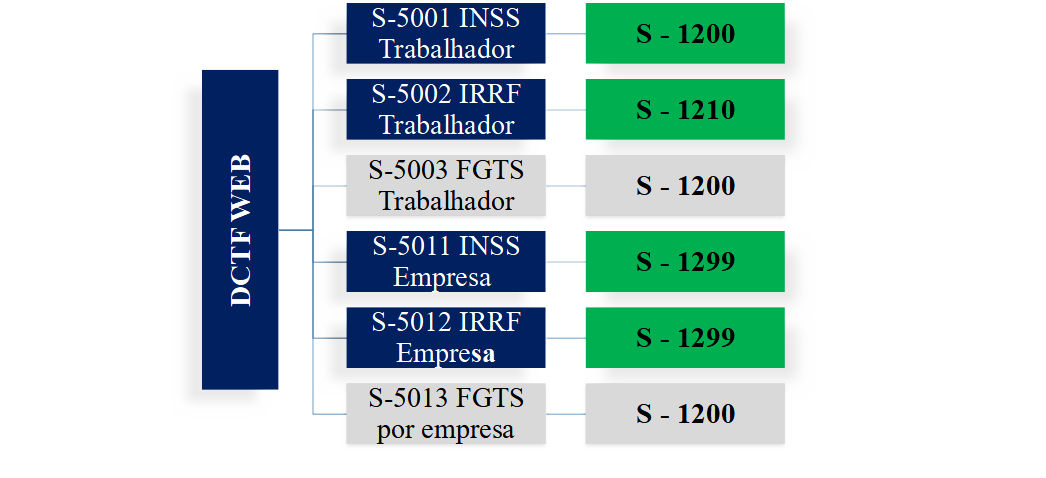 DCTF WEB
S-5001 INSS
Trabalhador
S - 1200
S-5002 IRRF
Trabalhador
S - 1210
S-5003 FGTS
Trabalhador
S - 1200
S-5011 INSS
Empresa
S - 1299
S-5012 IRRF
Empresa
S - 1299
S-5013 FGTS
por empresa
S - 1200